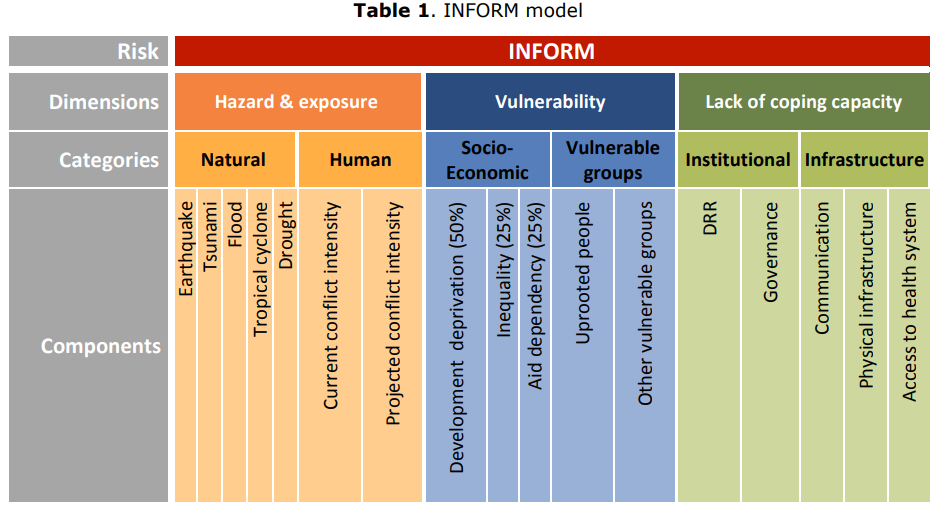 Table 1. INFORM model
Risk
INFORM
Dimensions
Hazard & exposure
Vulnerability
Lack of coping capacity
Categories
Natural
Human
Socio-
Economic
Vulnerable
groups
Institutional
Infrastructure
Components
Earthquake
Tsunami
Flood
Tropical cyclone
Drought
Current conflict intensity
Projected conflict intensity
Development deprivation (50%)
Inequality (25%)
Aid dependency (25%)
Uprooted people
Other vulnerable groups
DRR
Governance
Communication
Physical infrastructure
Access to health system